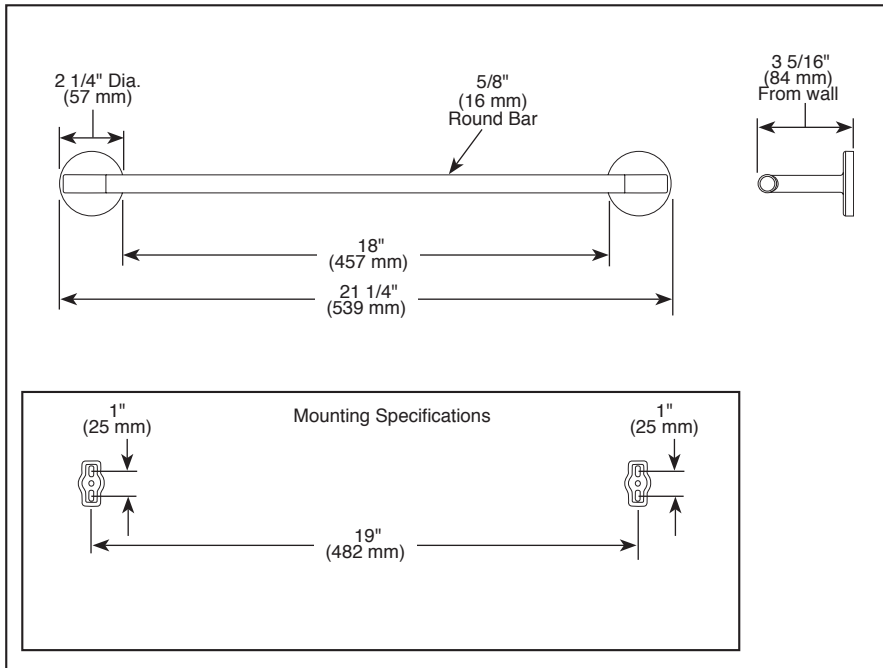 2 1/4" Dia.
(57 mm)
5/8"
(16 mm)
Round Bar
3 5/16"
(84 mm)
From wall
18"
(457 mm)
21 1/4"
(539 mm)
Mounting Specifications
1"
(25 mm)
1"
(25 mm)
19"
(482 mm)